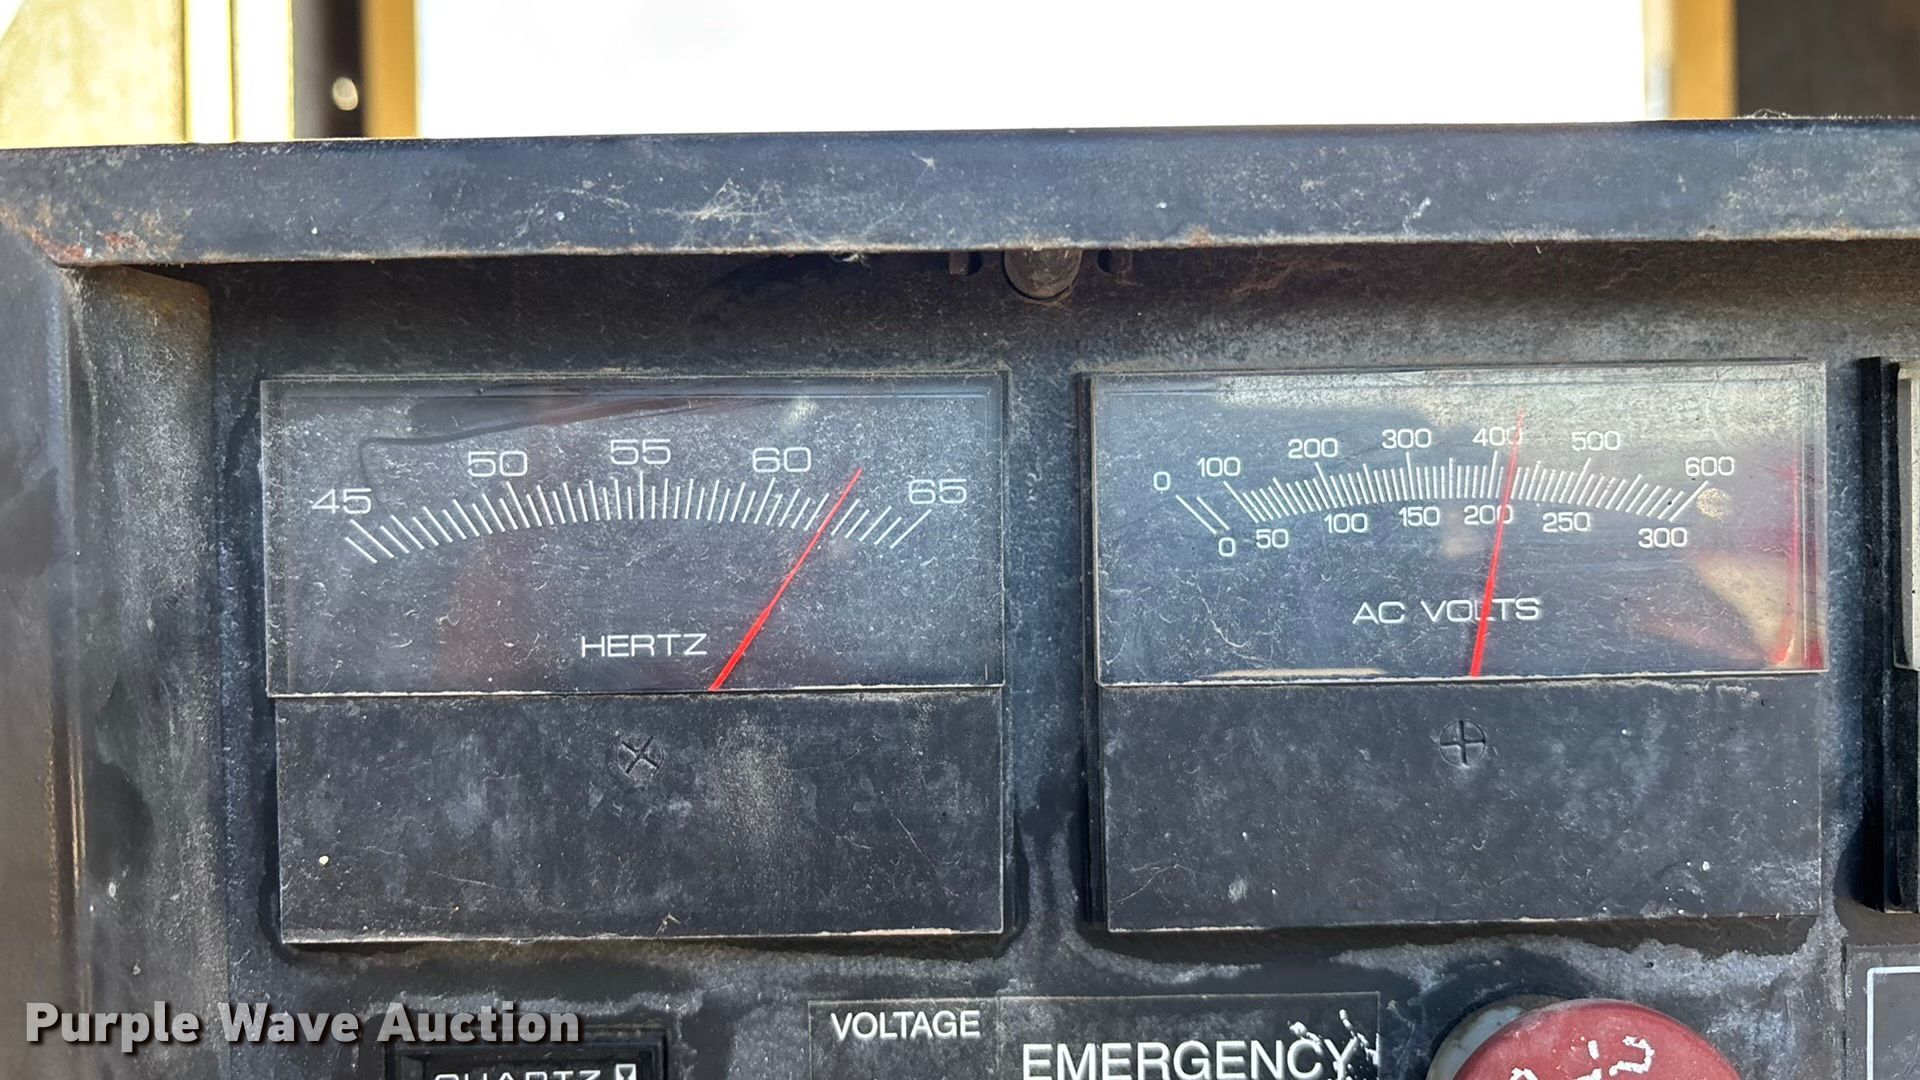 45 50 55 60 65
HERTZ
0 100 200 300 400 500 600
0 50 100 150 200 250 300
AC VOLTS
VOLTAGE
EMERGENCY
QUARTZ
Purple Wave Auction